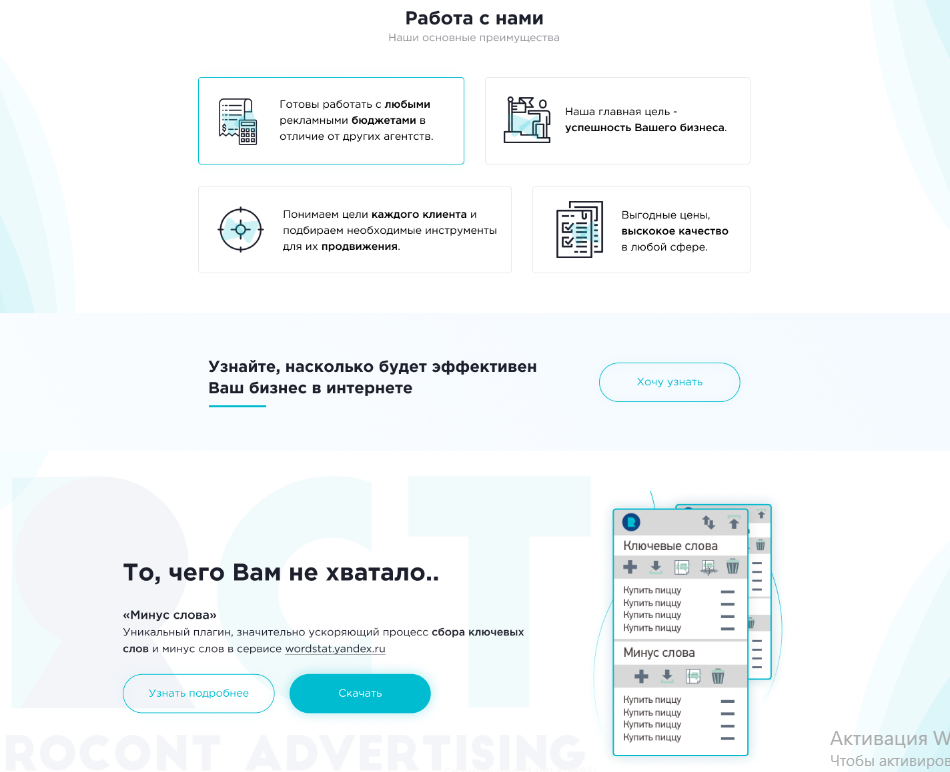 Работа с нами
Наши основные преимущества
Готовы работать с любыми
рекламными бюджетами в
отличие от других агентств.
Наша главная цель -
успешность Вашего бизнеса.
Понимаем цели каждого клиента и
подбираем необходимые инструменты
для их продвижения.
Выгодные цены,
выскокое качество
в любой сфере.
Узнайте, насколько будет эффективен
Ваш бизнес в интернете
Хочу узнать
RCT
То, чего Вам не хватало..
«Минус слова»
Уникальный плагин, значительно ускоряющий процесс сбора ключевых
слов и минус слов в сервисе wordstat.yandex.ru
Узнать подробнее
Скачать
R
Ключевые слова
Купить пиццу
Купить пиццу
Купить пиццу
Купить пиццу
Минус слова
Купить пиццу
Купить пиццу
Купить пиццу
Купить пиццу
ROCONT ADVERTISING
Активация W
Чтобы активиров